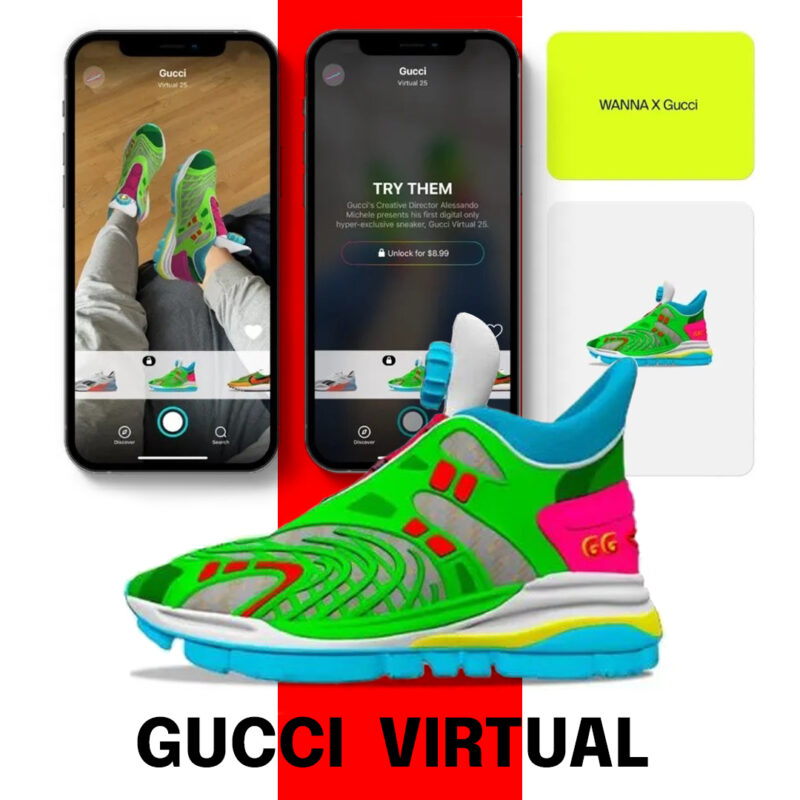 Gucci
Virtual 25
Discover
Search
Gucci
Virtual 25
TRY THEM
Gucci's Creative Director Alessando
Michele presents his first digital only
hyper-exclusive sneaker, Gucci Virtual 25.
Unlock for $8.99
Discover
WANNA X Gucci
GG
GUCCI VIRTUAL